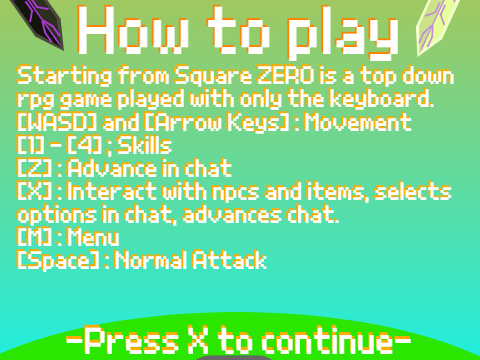 How to play
Starting from Square ZERO is a top down
rpg game played with only the keyboard.
[WASD] and [Arrow Keys] : Movement
[1] - [4] ; Skills
[Z] : Advance in chat
[X] : Interact with npcs and items, selects
options in chat, advances chat.
[M] : Menu
[Space] : Normal Attack
-Press X to continue-